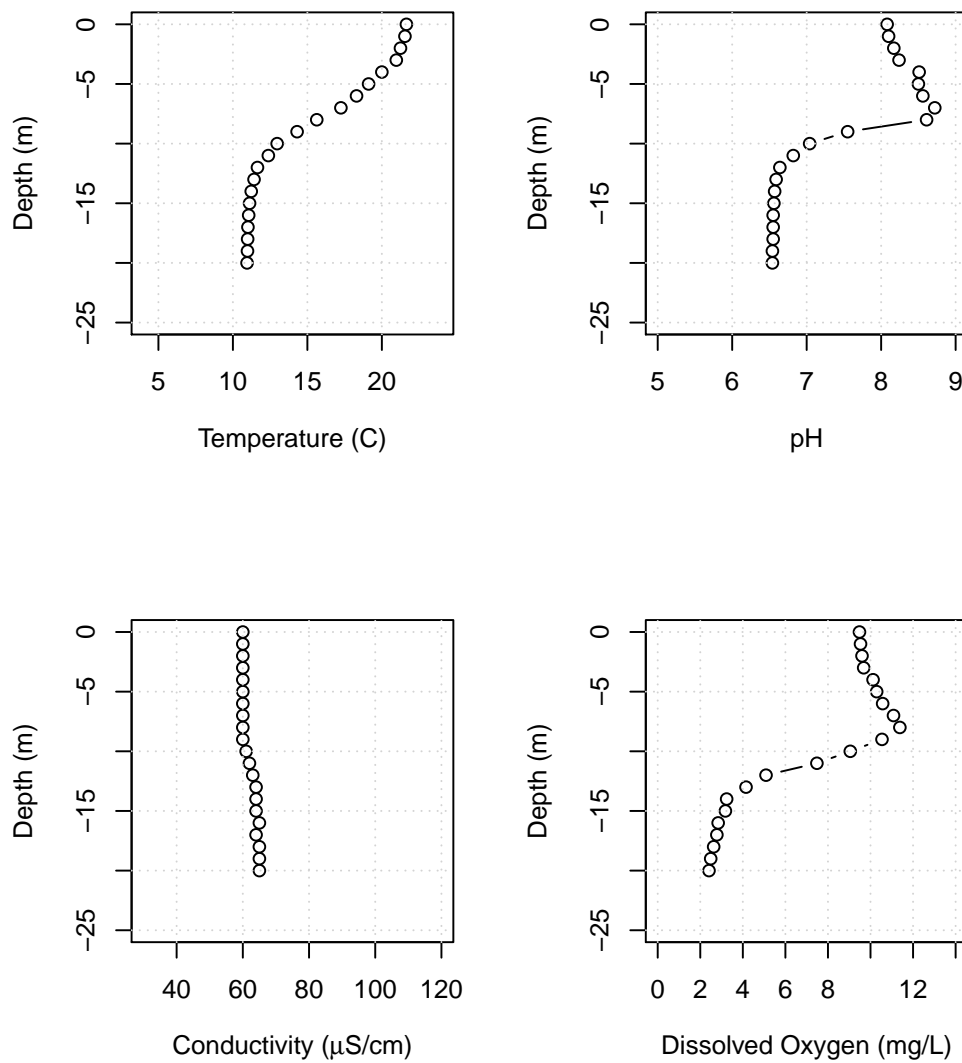 0
−5
−15
−25
Depth (m)
5 10 15 20
Temperature (C)
0
−5
−15
−25
Depth (m)
5 6 7 8 9
pH
0
−5
−15
−25
Depth (m)
40 60 80 100 120
Conductivity (μS/cm)
0
−5
−15
−25
Depth (m)
0 2 4 6 8 12
Dissolved Oxygen (mg/L)